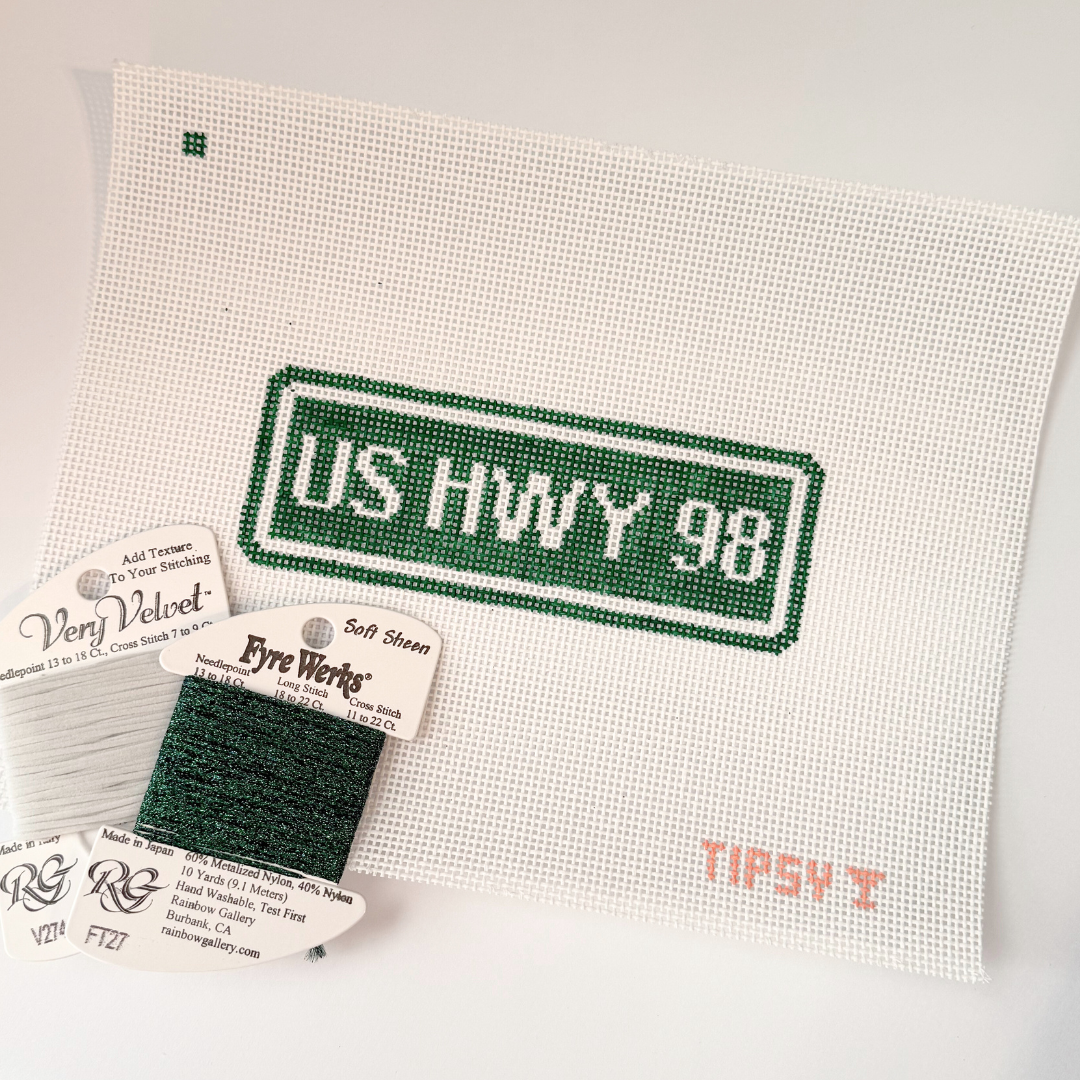 US HWY 98
Add Texture
To Your Stitching
Very Velvet™
Needlepoint 13 to 18 Ct., Cross Stitch 7 to 9 Ct.
Made in Italy
RG
Soft Sheen
Fyre Werks®
Needlepoint
13 to 18 Ct.
Long Stitch
18 to 22 Ct.
Cross Stitch
11 to 22 Ct.
Made in Japan
RG
FT27
60% Metalized Nylon, 40% Nylon
10 Yards (9.1 Meters)
Hand Washable, Test First
Rainbow Gallery
Burbank, CA
rainbowgallery.com
TIPSY I